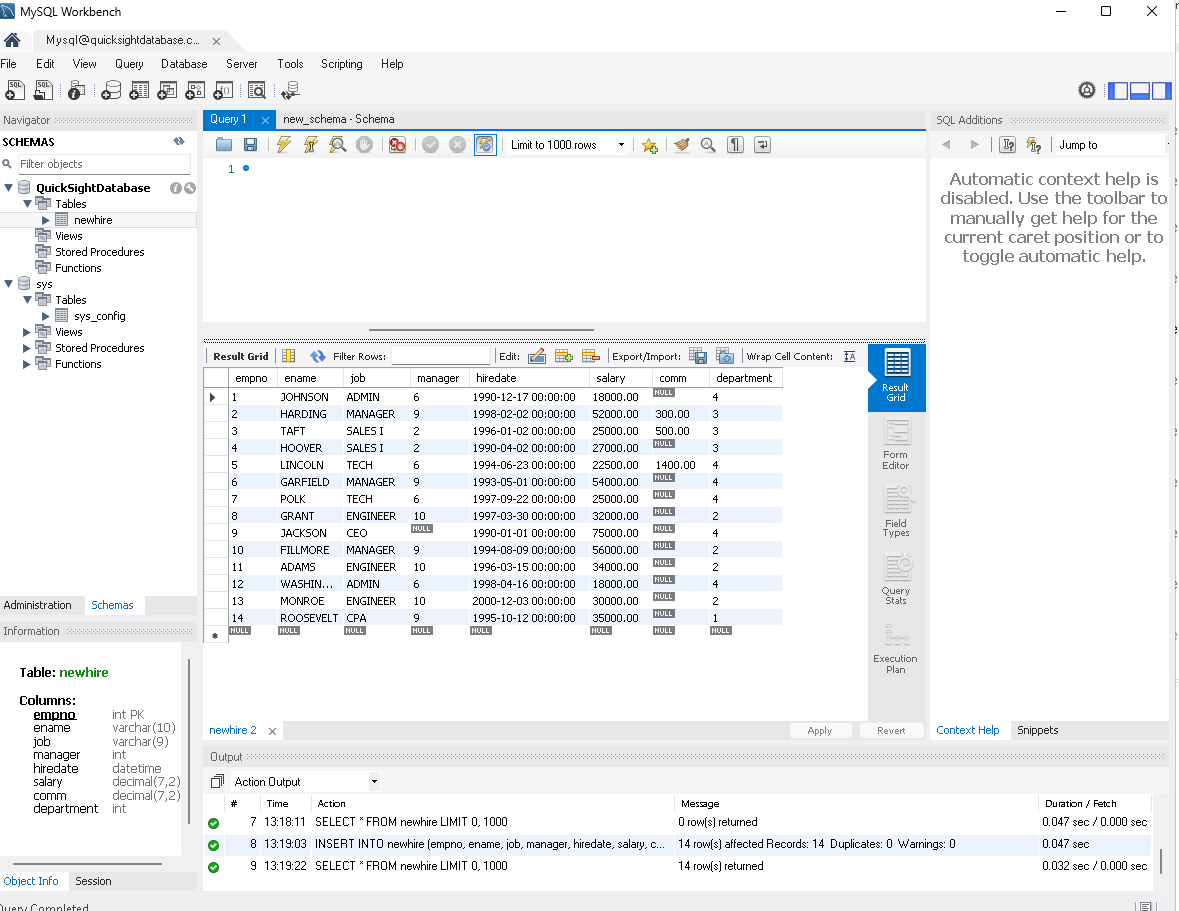 MySQL Workbench
Mysql@quicksightdatabase.c...
File Edit View Query Database Server Tools Scripting Help
Navigator
SCHEMAS
Filter objects
QuickSightDatabase
Tables
newhire
Views
Stored Procedures
Functions
sys
Tables
sys_config
Views
Stored Procedures
Functions
Administration Schemas
Information
Table: newhire
Columns:
empno int PK
ename varchar(10)
job varchar(9)
manager int
hiredate datetime
salary decimal(7,2)
comm decimal(7,2)
department int
Object Info Session
Query 1 new_schema - Schema
Limit to 1000 rows
1
Result Grid Filter Rows: Edit: Export/Import: Wrap Cell Content: IA
empno ename job manager hiredate salary comm department
1 JOHNSON ADMIN 6 1990-12-17 00:00:00 18000.00 NULL 4
2 HARDING MANAGER 9 1998-02-02 00:00:00 52000.00 300.00 3
3 TAFT SALES I 2 1996-01-02 00:00:00 25000.00 500.00 3
4 HOOVER SALES I 2 1990-04-02 00:00:00 27000.00 NULL 3
5 LINCOLN TECH 6 1994-06-23 00:00:00 22500.00 1400.00 4
6 GARFIELD MANAGER 9 1993-05-01 00:00:00 54000.00 NULL 4
7 POLK TECH 6 1997-09-22 00:00:00 25000.00 NULL 4
8 GRANT ENGINEER 10 1997-03-30 00:00:00 32000.00 NULL 2
9 JACKSON CEO NULL 1990-01-01 00:00:00 75000.00 NULL 4
10 FILLMORE MANAGER 9 1994-08-09 00:00:00 56000.00 NULL 2
11 ADAMS ENGINEER 10 1996-03-15 00:00:00 34000.00 NULL 2
12 WASHIN... ADMIN 6 1998-04-16 00:00:00 18000.00 NULL 4
13 MONROE ENGINEER 10 2000-12-03 00:00:00 30000.00 NULL 2
14 ROOSEVELT CPA 9 1995-10-12 00:00:00 35000.00 NULL 1
NULL NULL NULL NULL NULL NULL NULL NULL
Result
Grid
Form
Editor
Field
Types
Query
Stats
Execution
Plan
newhire 2 Apply Revert
SQL Additions
Jump to
Automatic context help is
disabled. Use the toolbar to
manually get help for the
current caret position or to
toggle automatic help.
Context Help Snippets
Output
Action Output
# Time Action Message Duration / Fetch
7 13:18:11 SELECT * FROM newhire LIMIT 0, 1000 0 row(s) returned 0.047 sec / 0.000 sec
8 13:19:03 INSERT INTO newhire (empno, ename, job, manager, hiredate, salary, c... 14 row(s) affected Records: 14 Duplicates: 0 Warnings: 0 0.047 sec
9 13:19:22 SELECT * FROM newhire LIMIT 0, 1000 14 row(s) returned 0.032 sec / 0.000 sec
Query Completed